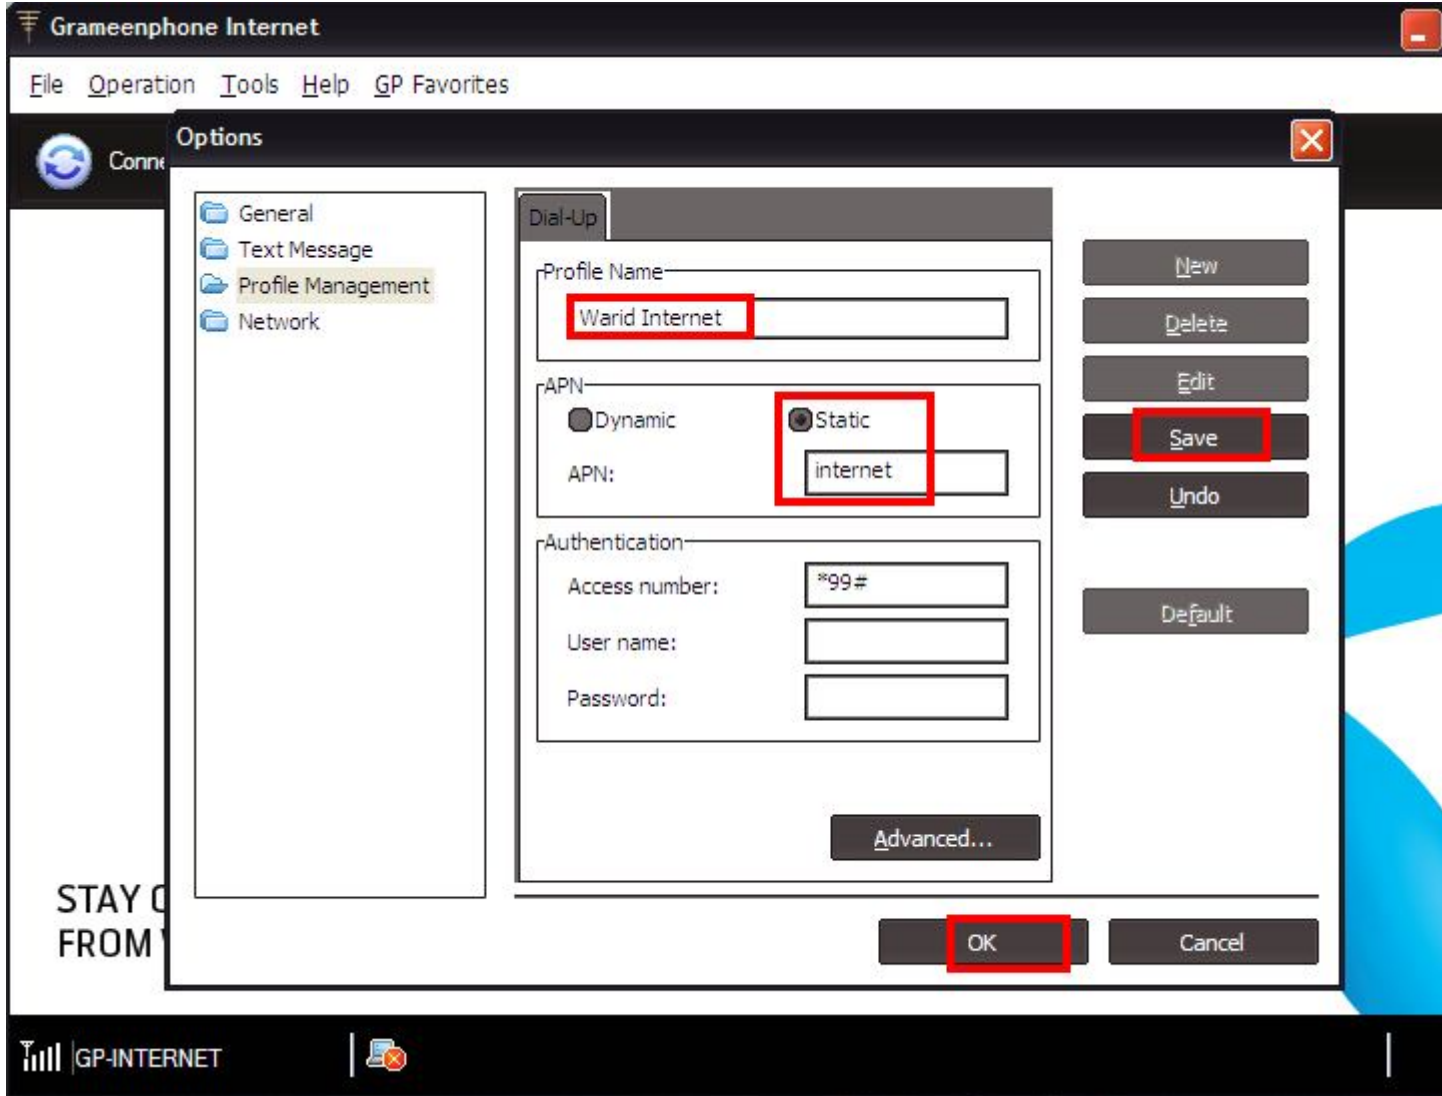 Grameenphone Internet
File Operation Tools Help GP Favorites
Options
General
Text Message
Profile Management
Network
Dial-Up
Profile Name
Warid Internet
APN
Dynamic Static
APN: internet
Authentication
Access number: *99#
User name:
Password:
Advanced...
New
Delete
Edit
Save
Undo
Default
OK Cancel
STAY
FROM
GP-INTERNET